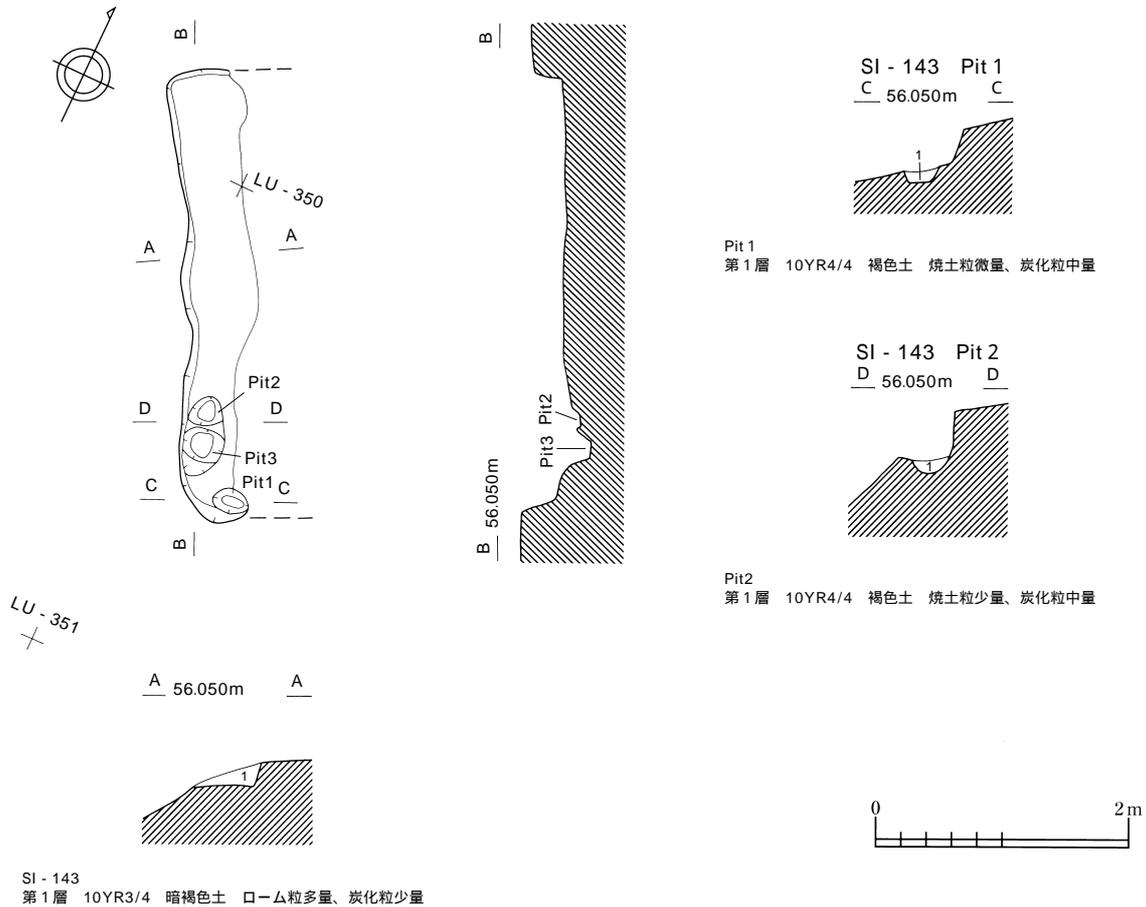 B
LU - 350
A
A
Pit2
D
D
Pit3
Pit1
C
C
B
B
Pit2
Pit3
B 56.050m
SI - 143 Pit 1
C 56.050m C
1
Pit 1
第1層 10YR4/4 褐色土 焼土粒微量、炭化粒中量
SI - 143 Pit 2
D 56.050m D
1
Pit2
第1層 10YR4/4 褐色土 焼土粒少量、炭化粒中量
LU - 351
A 56.050m A
1
SI - 143
第1層 10YR3/4 暗褐色土 ローム粒多量、炭化粒少量
0 2m